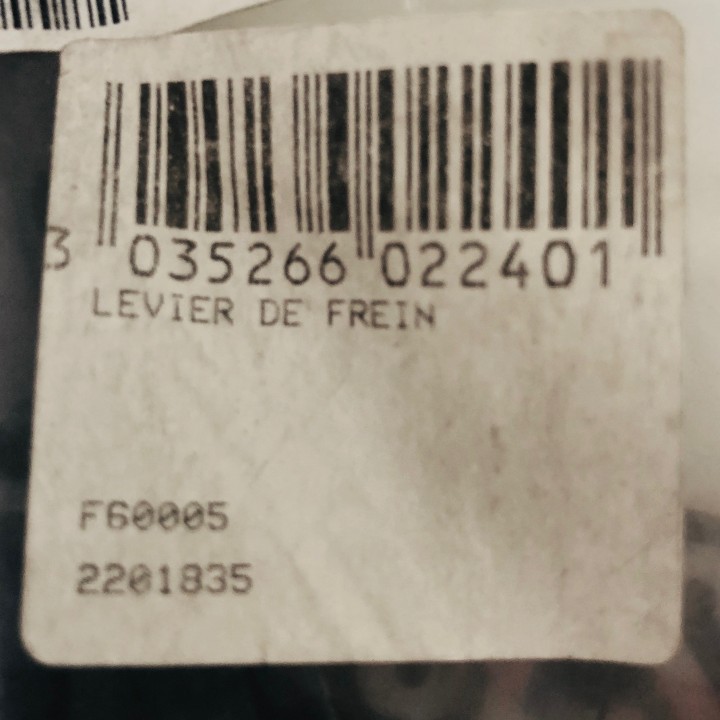 3 035266 022401
LEVIER DE FREIN
F60005
2201835